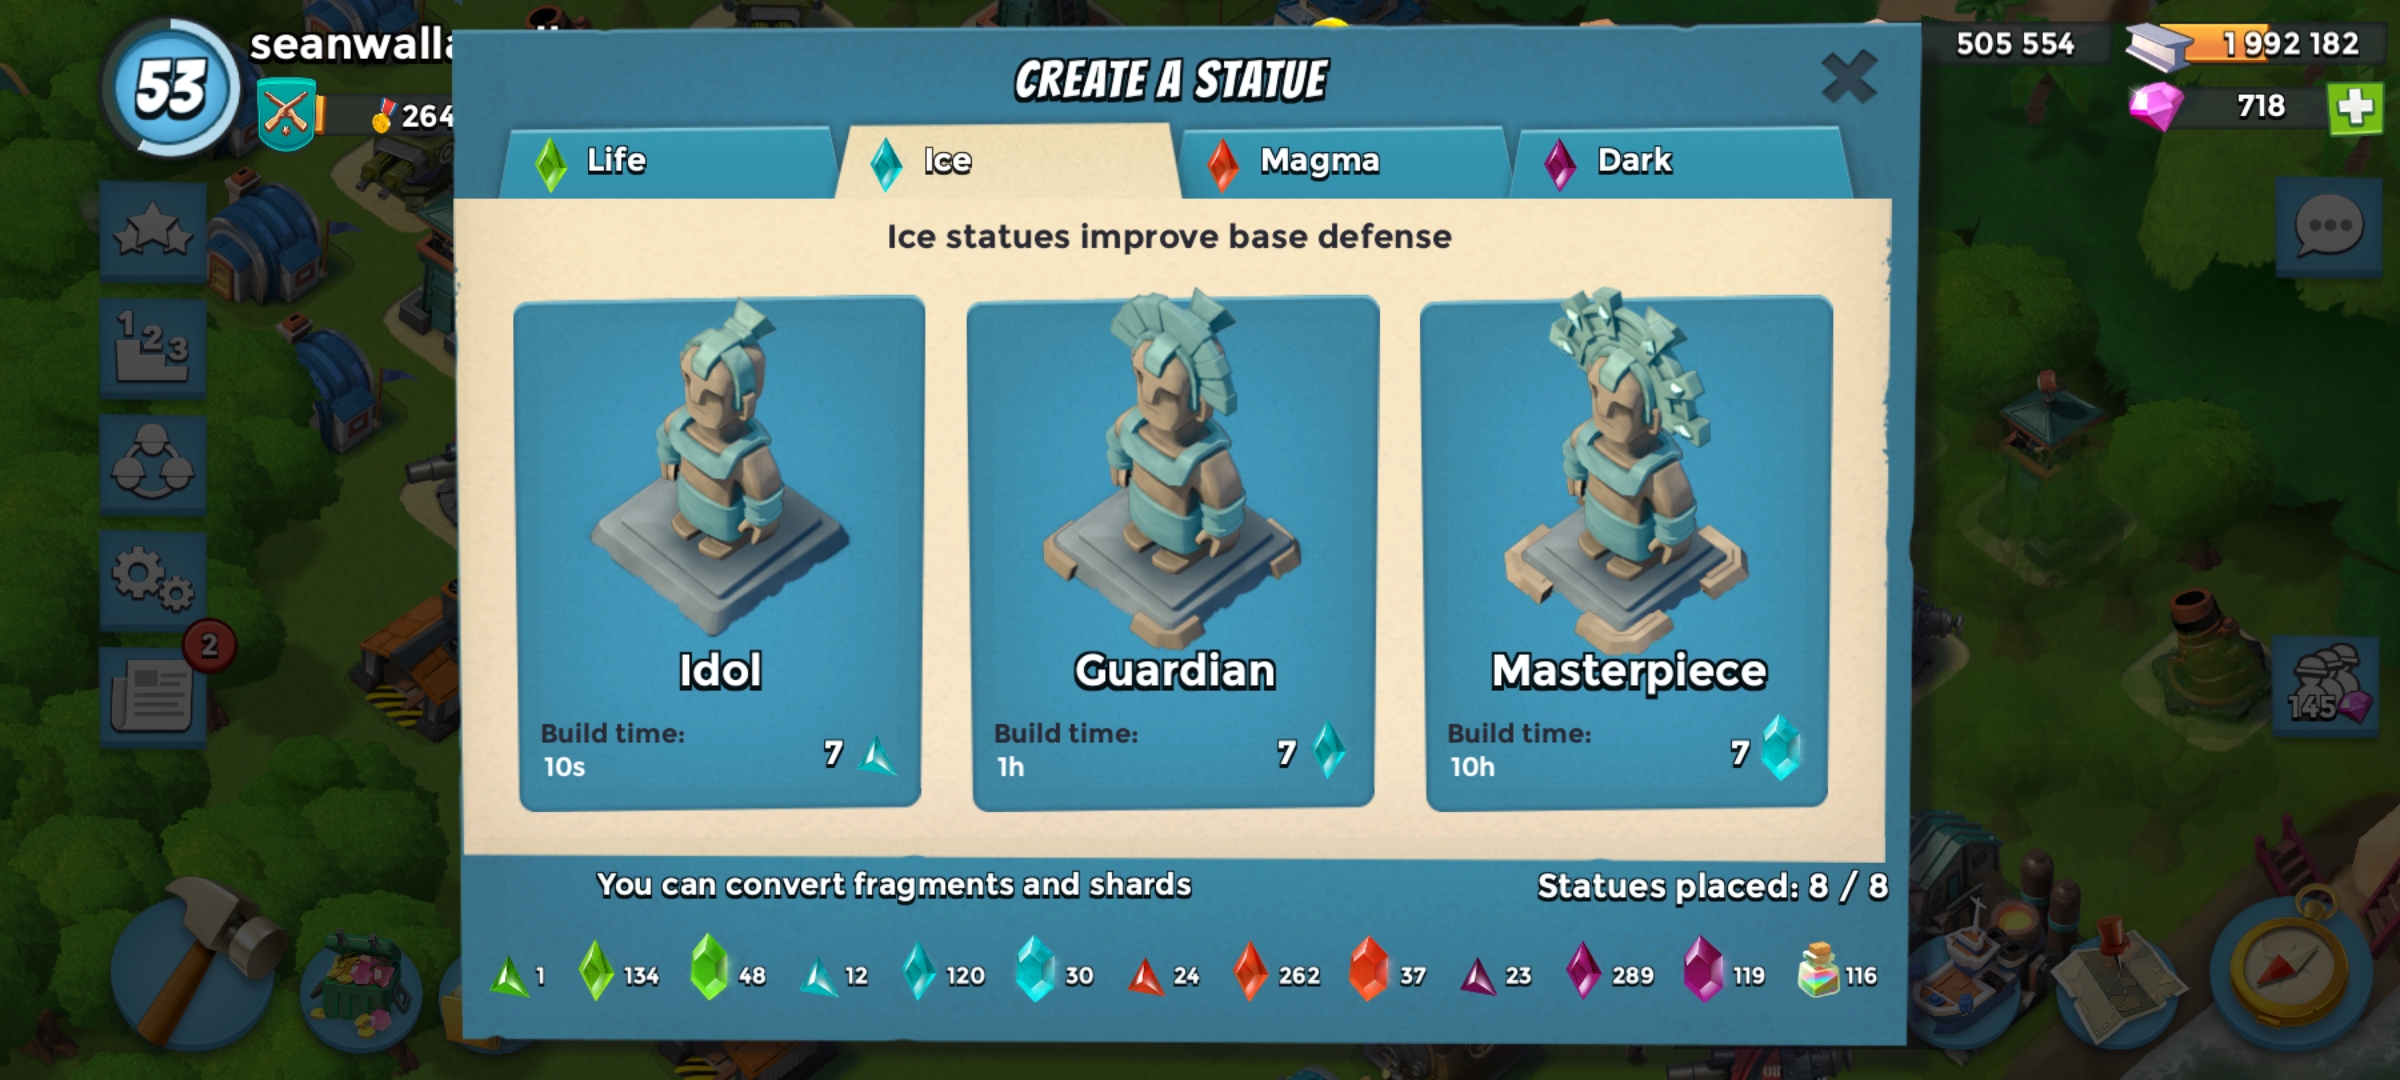 53
264
CREATE A STATUE
505 554
1 992 182
718
Life
Ice
Magma
Dark
Ice statues improve base defense
1 2 3
2
Idol
Build time:
10s
7
Guardian
Build time:
1h
7
Masterpiece
Build time:
10h
7
145
You can convert fragments and shards
Statues placed: 8 / 8
1 134 48 12 120 30 24 262 37 23 289 119 116